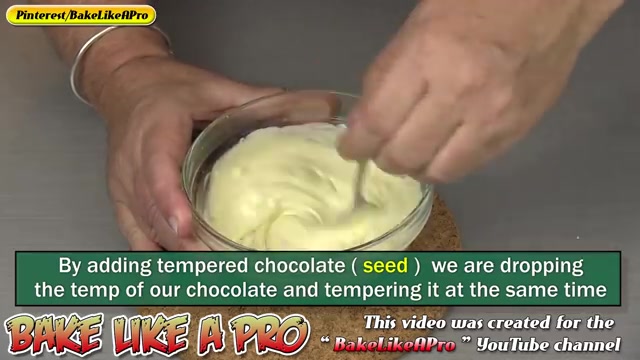 Pinterest/BakeLikeAPro
By adding tempered chocolate ( seed ) we are dropping
the temp of our chocolate and tempering it at the same time
BAKE LIKE A PRO
This video was created for the
“ BakeLikeAPro ” YouTube channel